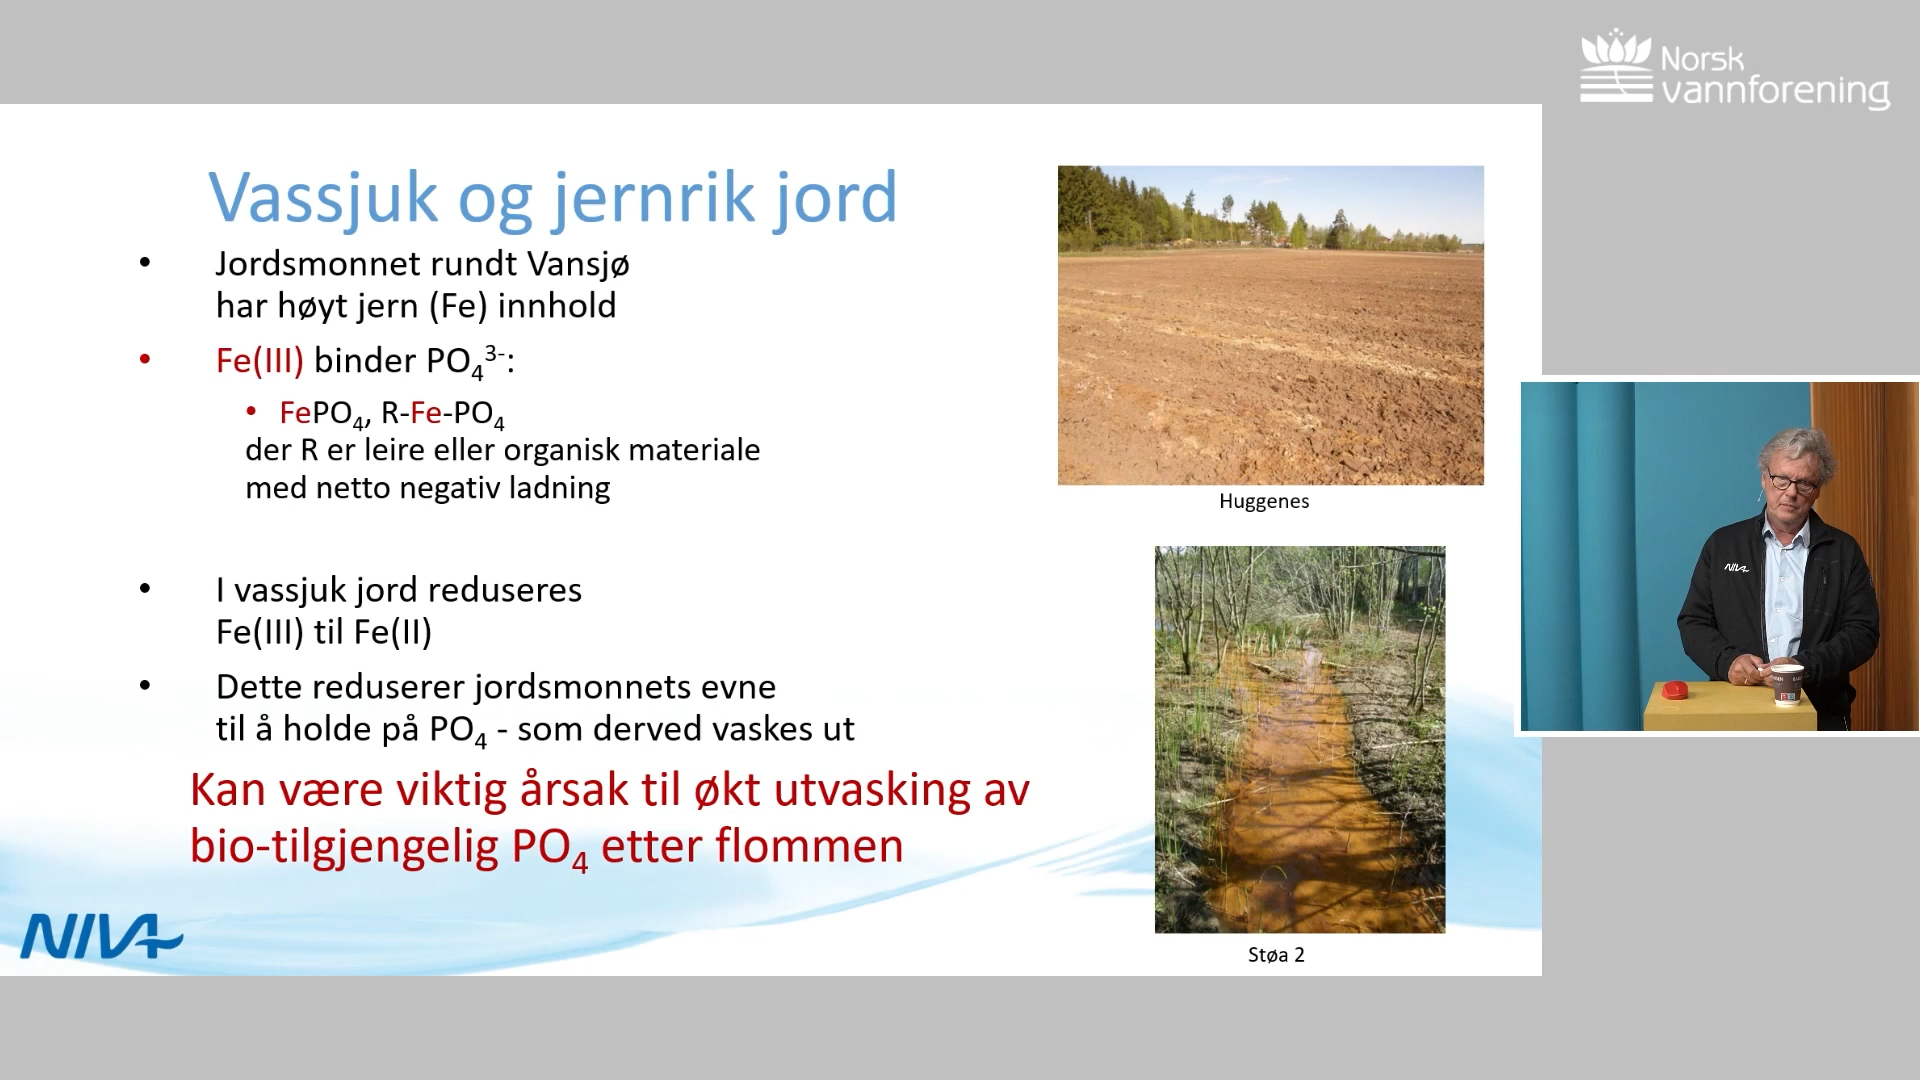 Norsk
vannforening
Vassjuk og jernrik jord
• Jordsmonnet rundt Vansjø
har høyt jern (Fe) innhold
• Fe(III) binder PO₄³⁻:
• FePO₄, R-Fe-PO₄
der R er leire eller organisk materiale
med netto negativ ladning
• I vassjuk jord reduseres
Fe(III) til Fe(II)
• Dette reduserer jordsmonnets evne
til å holde på PO₄ - som derved vaskes ut
Kan være viktig årsak til økt utvasking av
bio-tilgjengelig PO₄ etter flommen
Huggenes
Støa 2
NIVA
NIVA